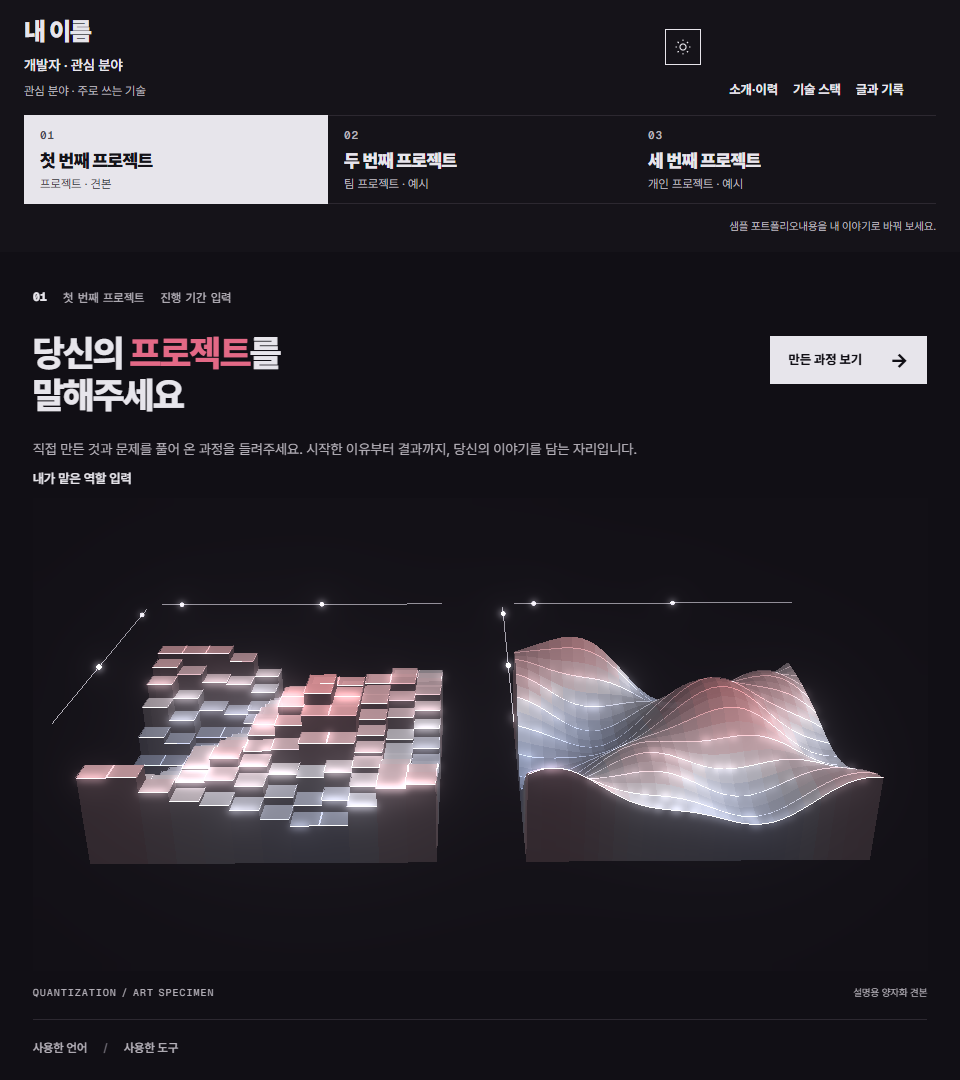 내 이름
개발자 · 관심 분야
관심 분야 · 주로 쓰는 기술
소개·이력 기술 스택 글과 기록
01
첫 번째 프로젝트
프로젝트 · 견본
02
두 번째 프로젝트
팀 프로젝트 · 예시
03
세 번째 프로젝트
개인 프로젝트 · 예시
샘플 포트폴리오내용을 내 이야기로 바꿔 보세요.
01 첫 번째 프로젝트 진행 기간 입력
당신의 프로젝트를
말해주세요
만든 과정 보기 →
직접 만든 것과 문제를 풀어 온 과정을 들려주세요. 시작한 이유부터 결과까지, 당신의 이야기를 담는 자리입니다.
내가 맡은 역할 입력
QUANTIZATION / ART SPECIMEN
설명용 양자화 견본
사용한 언어 / 사용한 도구